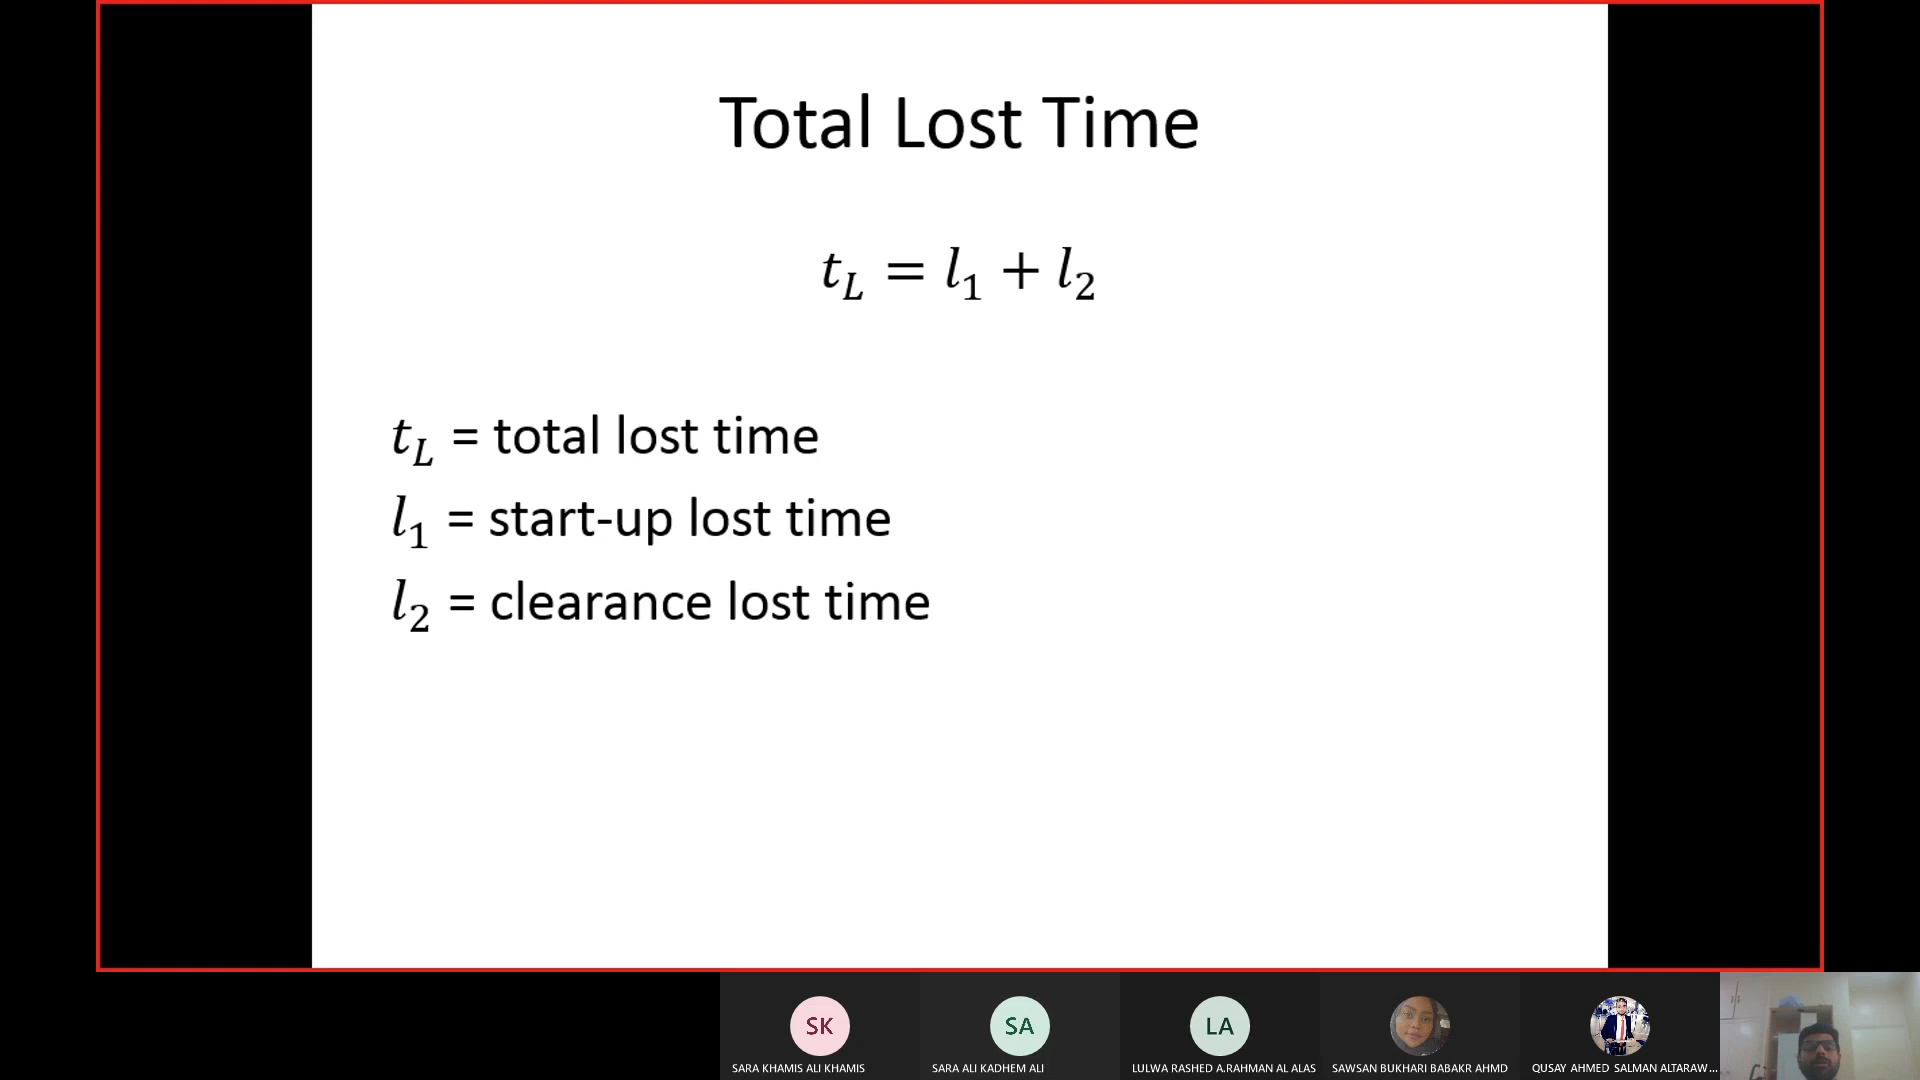 Total Lost Time
t_L = l_1 + l_2
t_L = total lost time
l_1 = start-up lost time
l_2 = clearance lost time
SK
SA
LA
SARA KHAMIS ALI KHAMIS
SARA ALI KADHEM ALI
LULWA RASHED A.RAHMAN AL ALAS
SAWSAN BUKHARI BABAKR AHMD
QUSAY AHMED SALMAN ALTARAW...